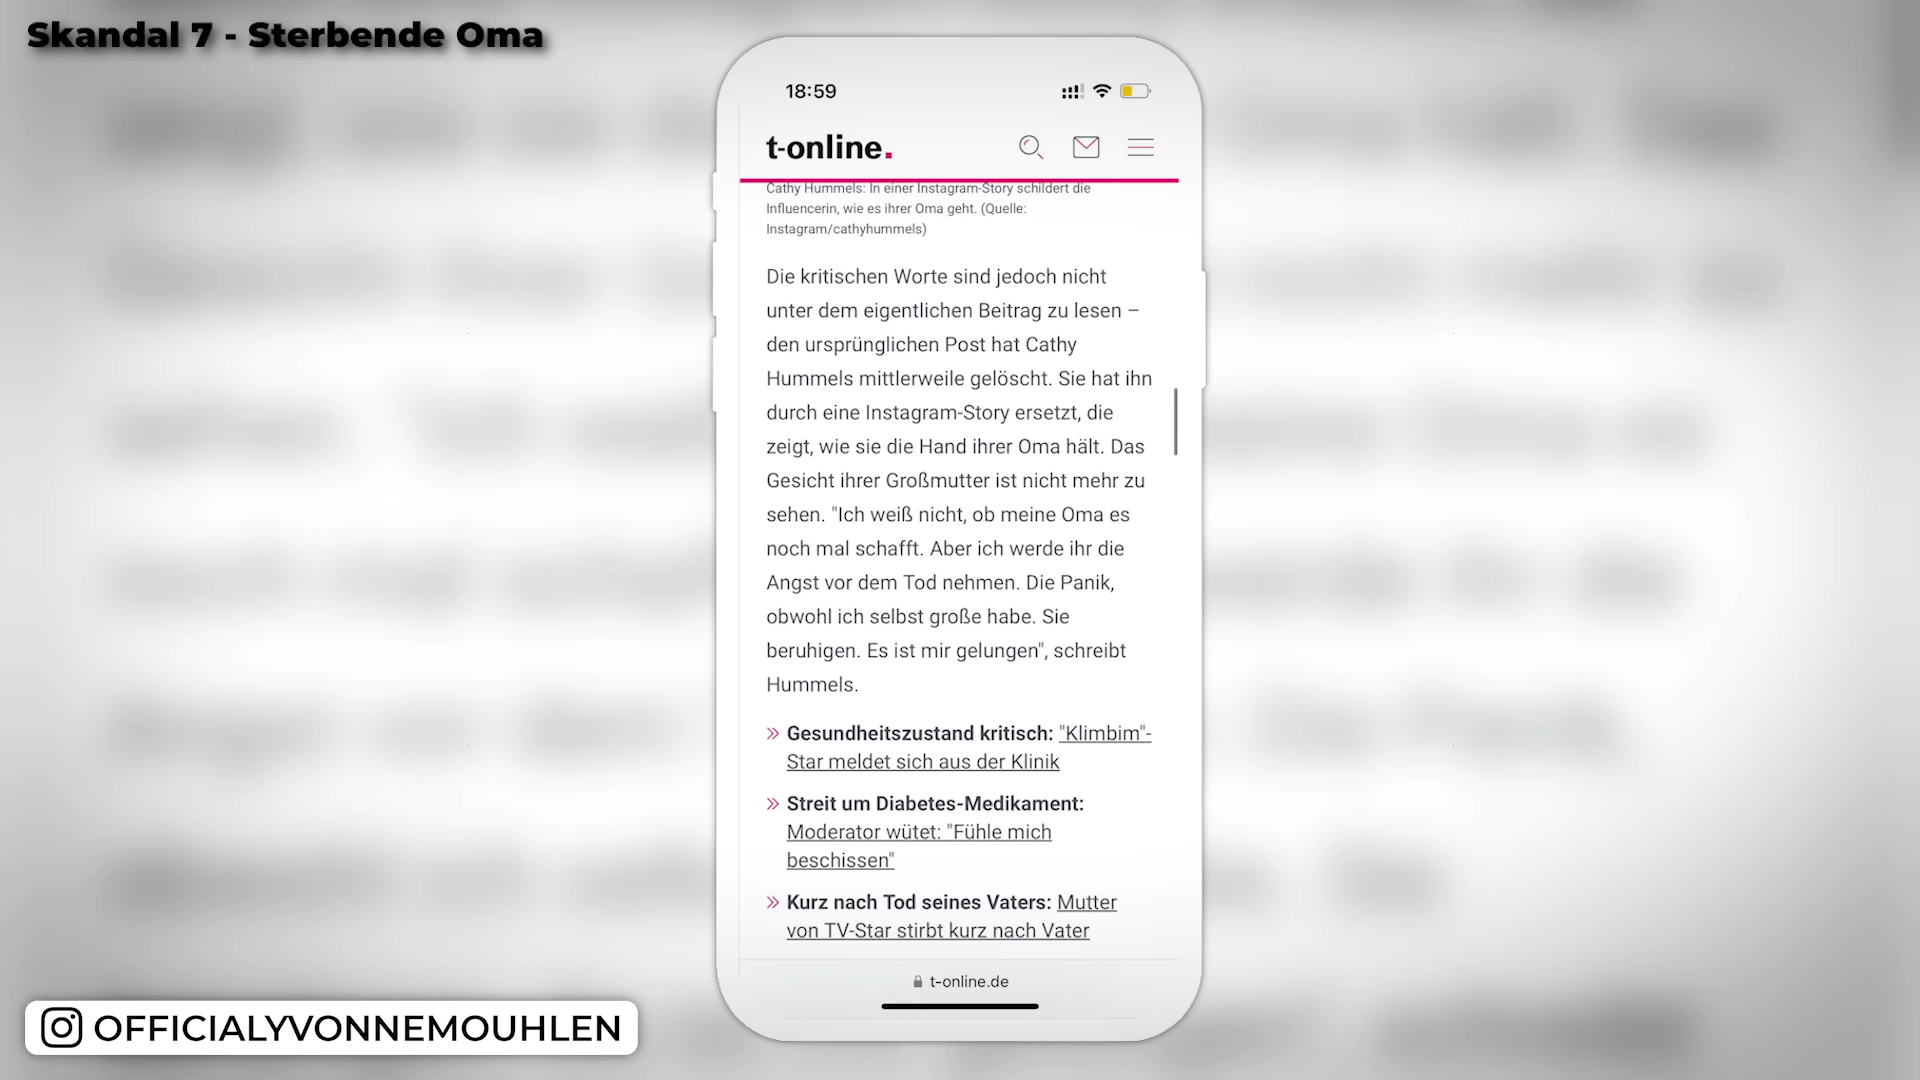 Skandal 7 - Sterbende Oma
18:59
t-online.
Cathy Hummels: In einer Instagram-Story schildert die
Influencerin, wie es ihrer Oma geht. (Quelle:
Instagram/cathyhummels)
Die kritischen Worte sind jedoch nicht
unter dem eigentlichen Beitrag zu lesen –
den ursprünglichen Post hat Cathy
Hummels mittlerweile gelöscht. Sie hat ihn
durch eine Instagram-Story ersetzt, die
zeigt, wie sie die Hand ihrer Oma hält. Das
Gesicht ihrer Großmutter ist nicht mehr zu
sehen. "Ich weiß nicht, ob meine Oma es
noch mal schafft. Aber ich werde ihr die
Angst vor dem Tod nehmen. Die Panik,
obwohl ich selbst große habe. Sie
beruhigen. Es ist mir gelungen", schreibt
Hummels.
Gesundheitszustand kritisch: "Klimbim"-
Star meldet sich aus der Klinik
Streit um Diabetes-Medikament:
Moderator wütet: "Fühle mich
beschissen"
Kurz nach Tod seines Vaters: Mutter
von TV-Star stirbt kurz nach Vater
t-online.de
OFFICIALYVONNEMOUHLEN